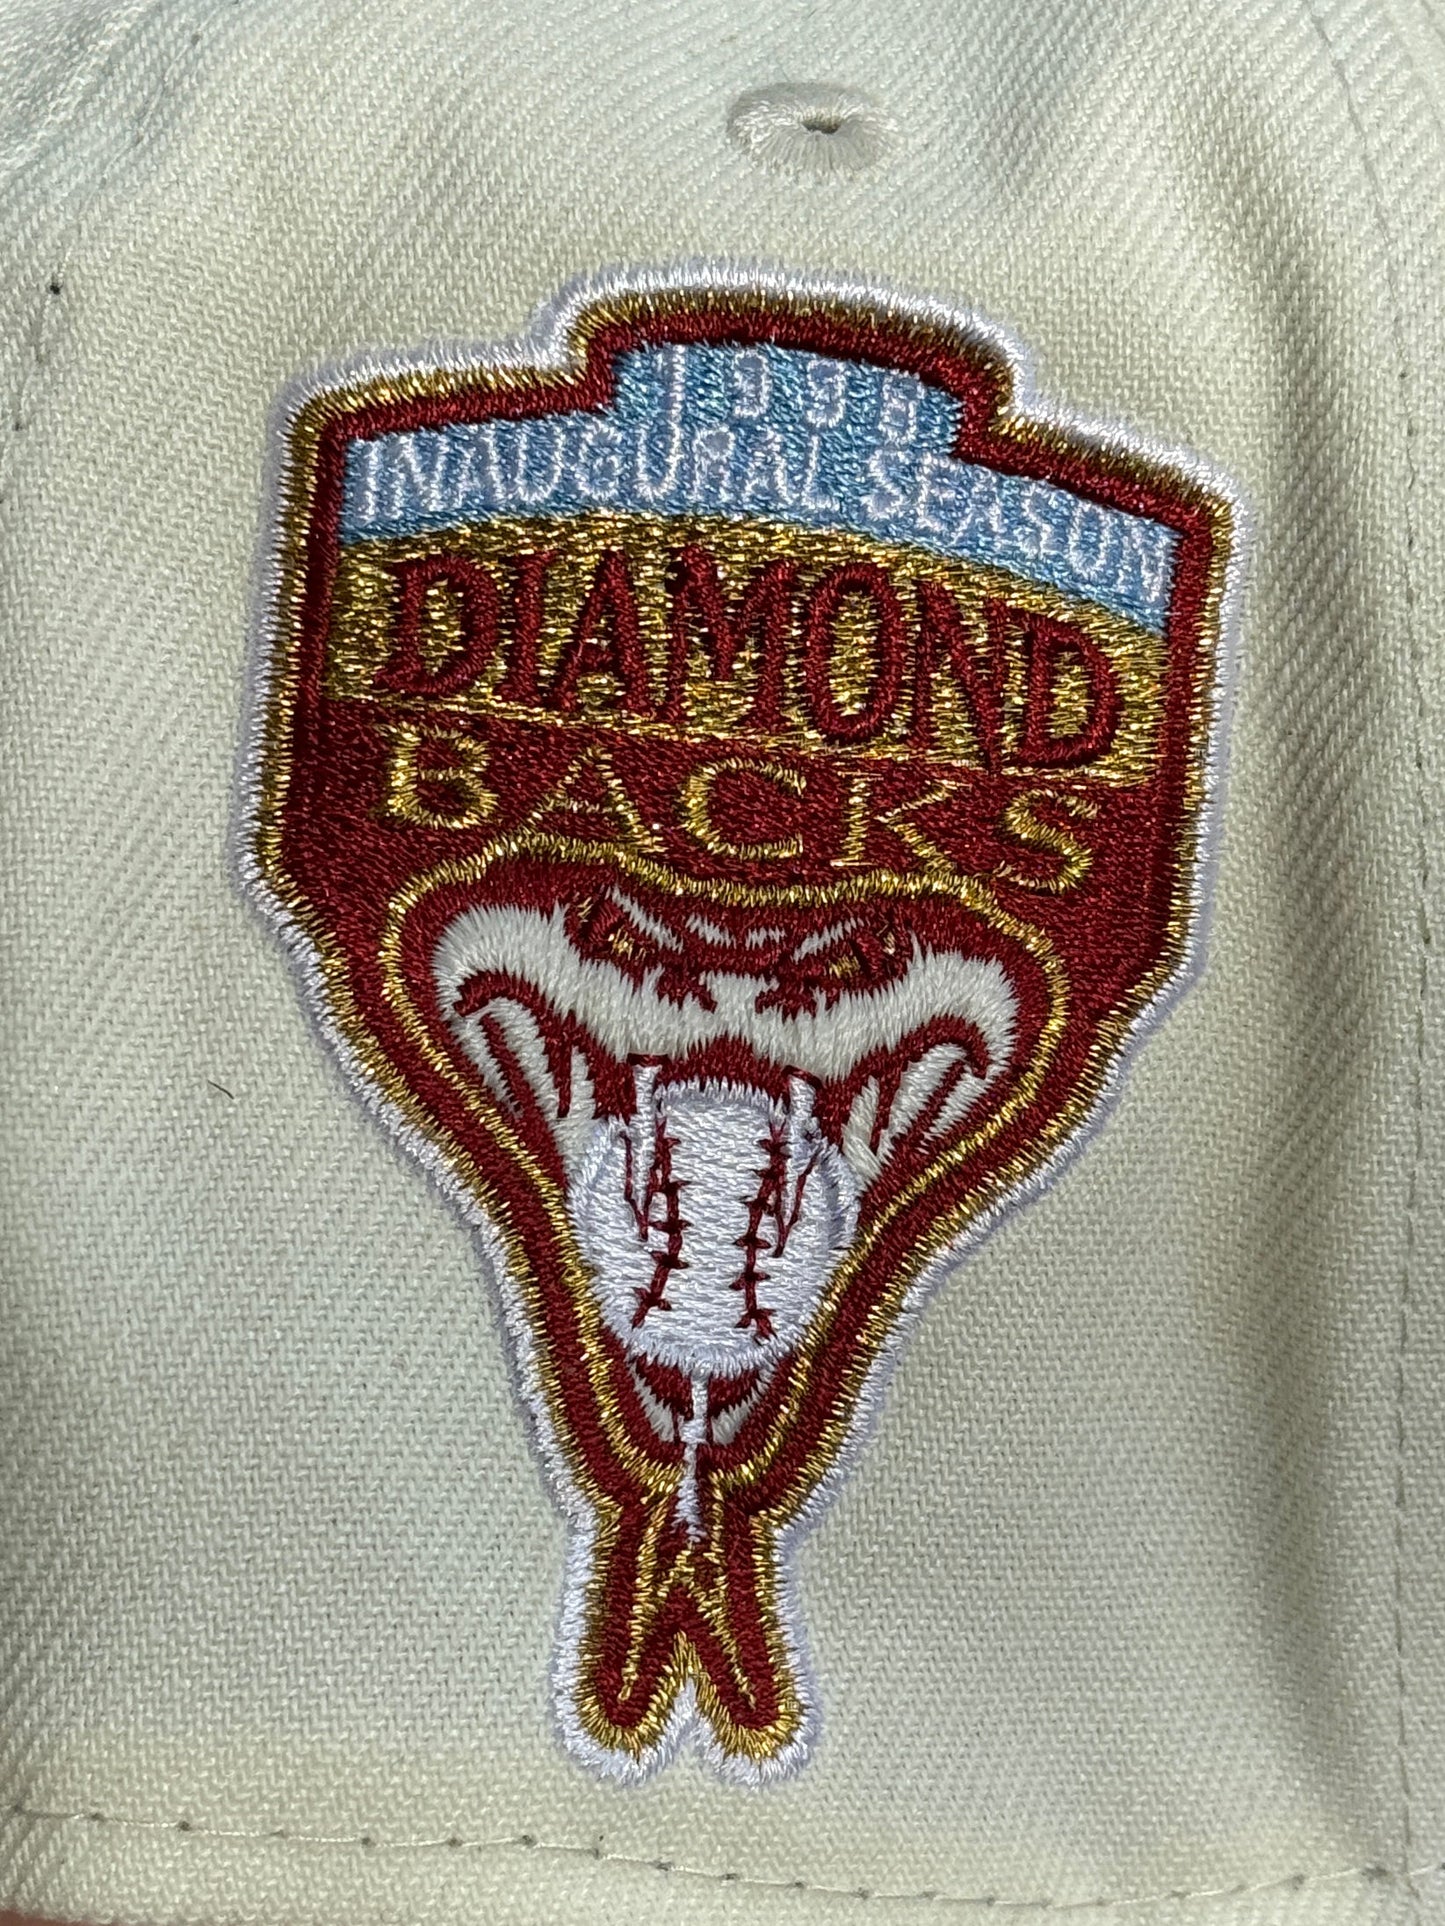 1998
INAUGURAL SEASON
DIAMOND
BACKS